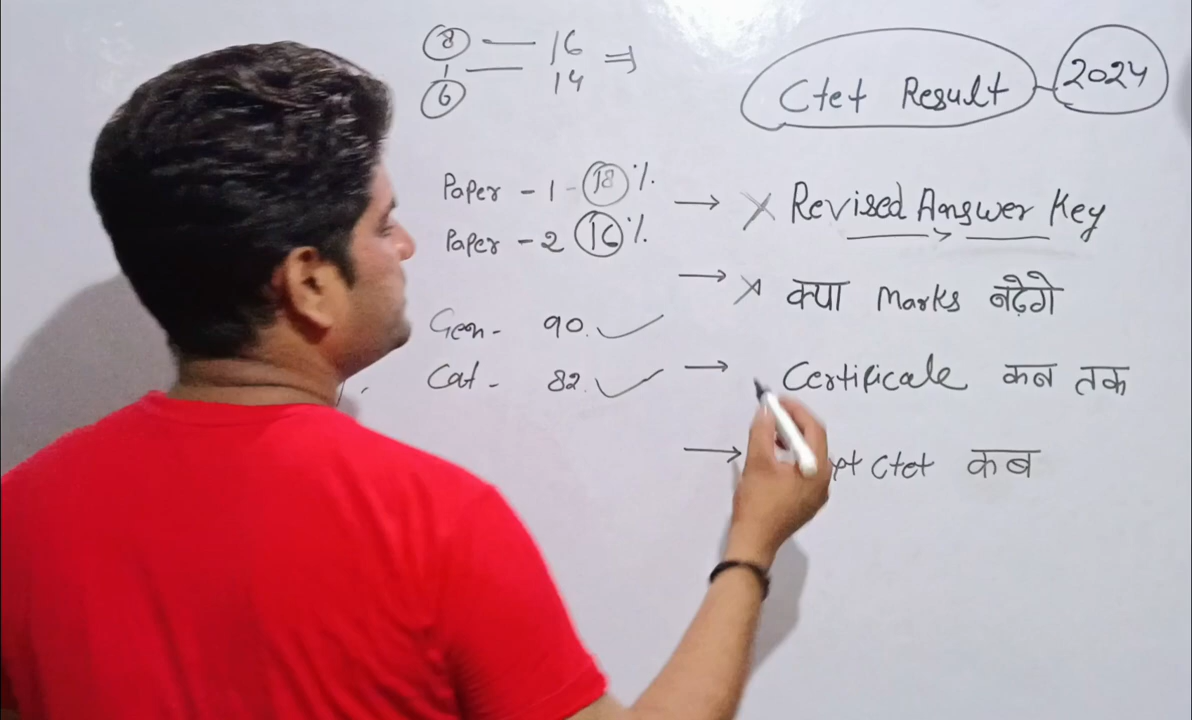 8 — 16 ⇒
6 — 14
Ctet Result - 2024
Paper - 1 - 18 %
Paper - 2 16 %
Gen - 90. ✓
Cat - 82. ✓
→ X Revised Answer Key
→ X क्या Marks बढ़ेगे
→ Certificate कब तक
→ pt Ctet कब